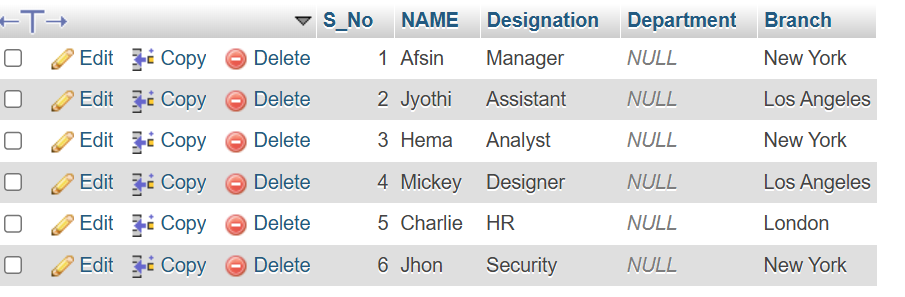 S_No NAME Designation Department Branch
Edit Copy Delete 1 Afsin Manager NULL New York
Edit Copy Delete 2 Jyothi Assistant NULL Los Angeles
Edit Copy Delete 3 Hema Analyst NULL New York
Edit Copy Delete 4 Mickey Designer NULL Los Angeles
Edit Copy Delete 5 Charlie HR NULL London
Edit Copy Delete 6 Jhon Security NULL New York